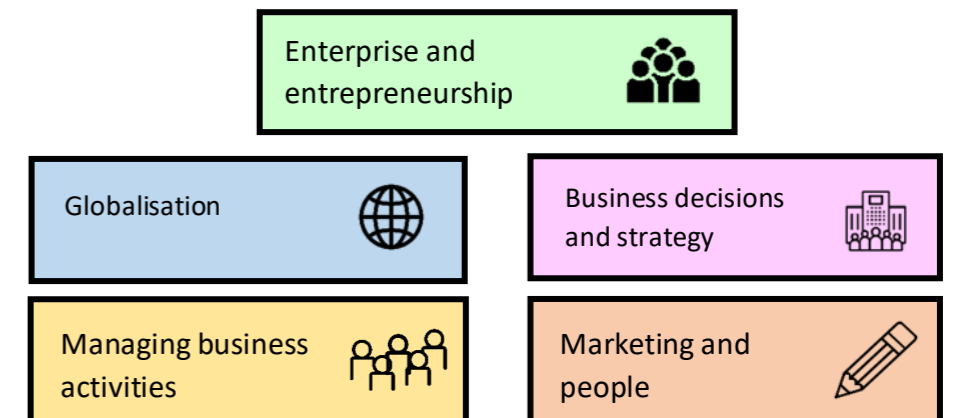 Enterprise and
entrepreneurship
Globalisation
Business decisions
and strategy
Managing business
activities
Marketing and
people